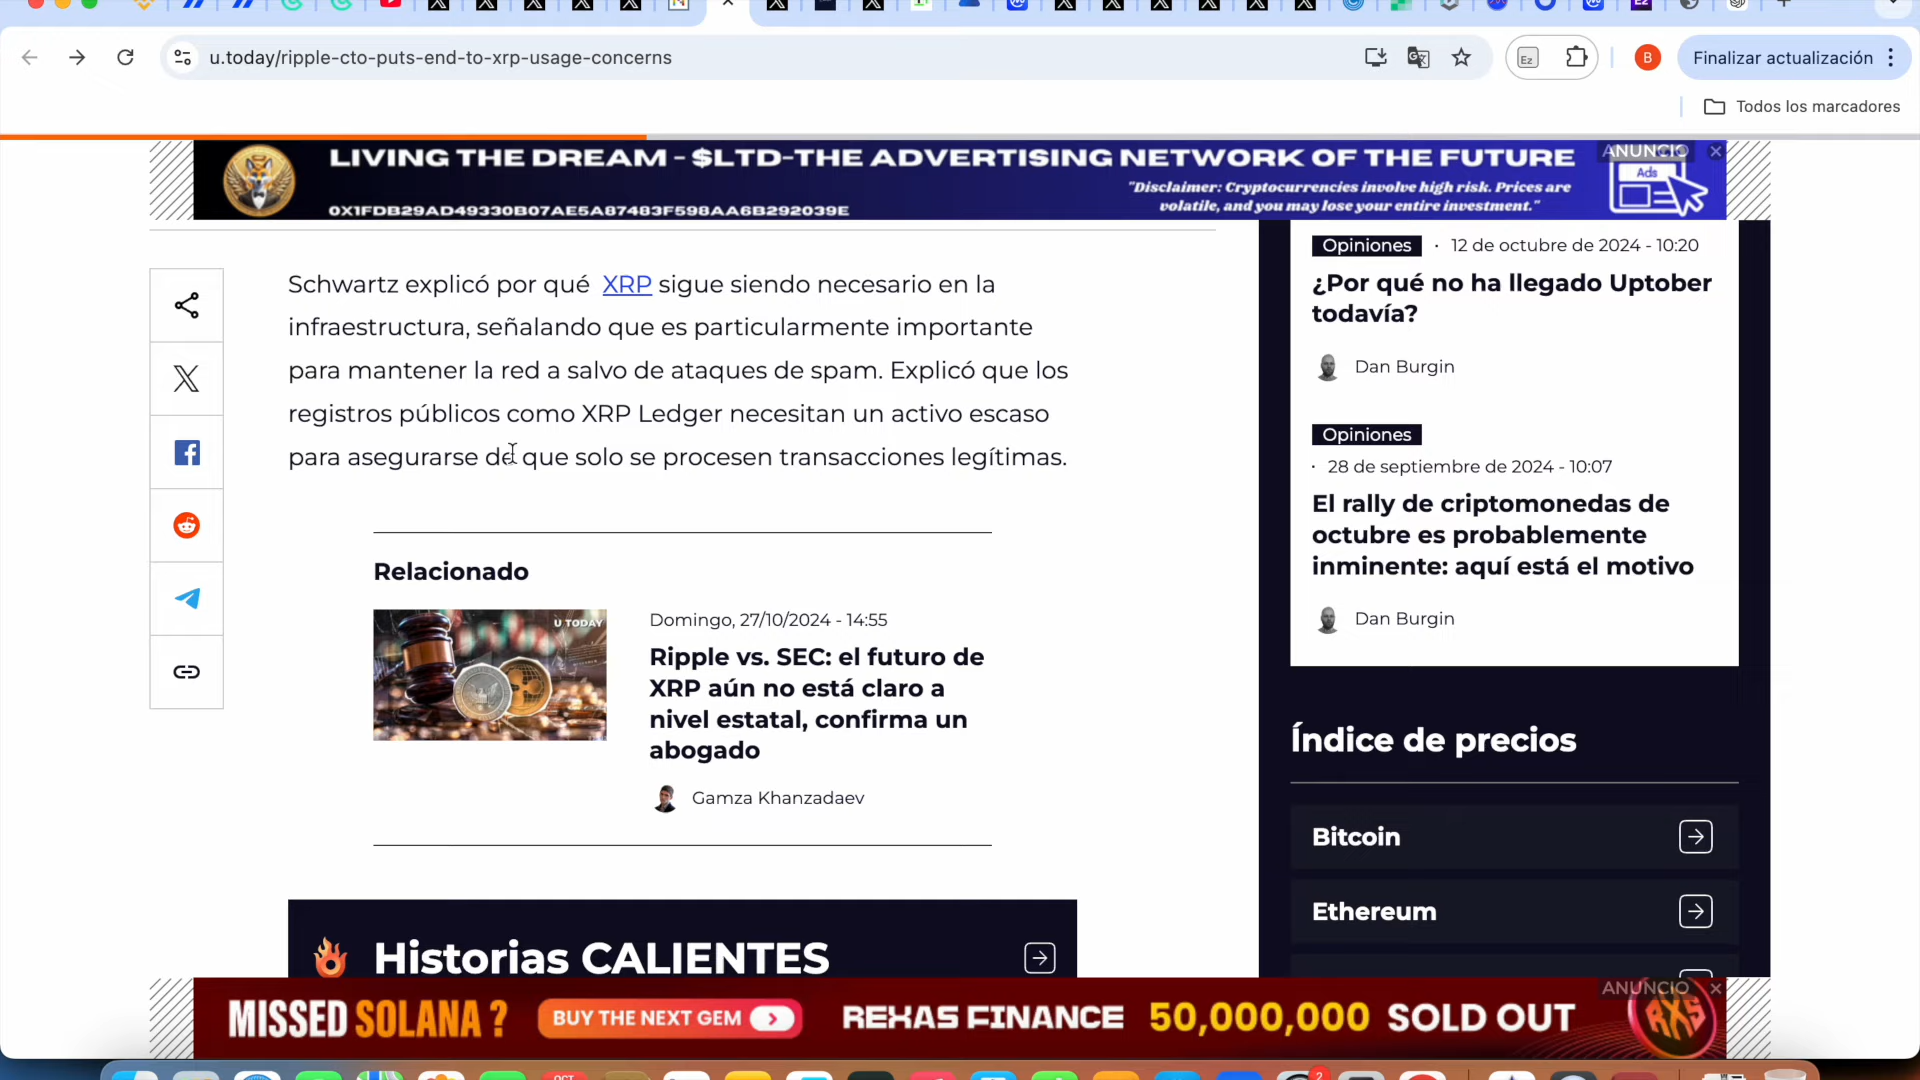 u.today/ripple-cto-puts-end-to-xrp-usage-concerns
Ez
B
Finalizar actualización
Todos los marcadores
LIVING THE DREAM - $LTD-THE ADVERTISING NETWORK OF THE FUTURE
"Disclaimer: Cryptocurrencies involve high risk. Prices are
volatile, and you may lose your entire investment."
0X1FDB29AD49330B07AE5A87483F598AA6B292039E
ANUNCIO
Ads
Schwartz explicó por qué XRP sigue siendo necesario en la
infraestructura, señalando que es particularmente importante
para mantener la red a salvo de ataques de spam. Explicó que los
registros públicos como XRP Ledger necesitan un activo escaso
para asegurarse de que solo se procesen transacciones legítimas.
Relacionado
U TODAY
Domingo, 27/10/2024 - 14:55
Ripple vs. SEC: el futuro de
XRP aún no está claro a
nivel estatal, confirma un
abogado
Gamza Khanzadaev
Historias CALIENTES
Opiniones · 12 de octubre de 2024 - 10:20
¿Por qué no ha llegado Uptober
todavía?
Dan Burgin
Opiniones
· 28 de septiembre de 2024 - 10:07
El rally de criptomonedas de
octubre es probablemente
inminente: aquí está el motivo
Dan Burgin
Índice de precios
Bitcoin
Ethereum
ANUNCIO
MISSED SOLANA ?
BUY THE NEXT GEM
REXAS FINANCE
50,000,000 SOLD OUT
RXS
OCT
2